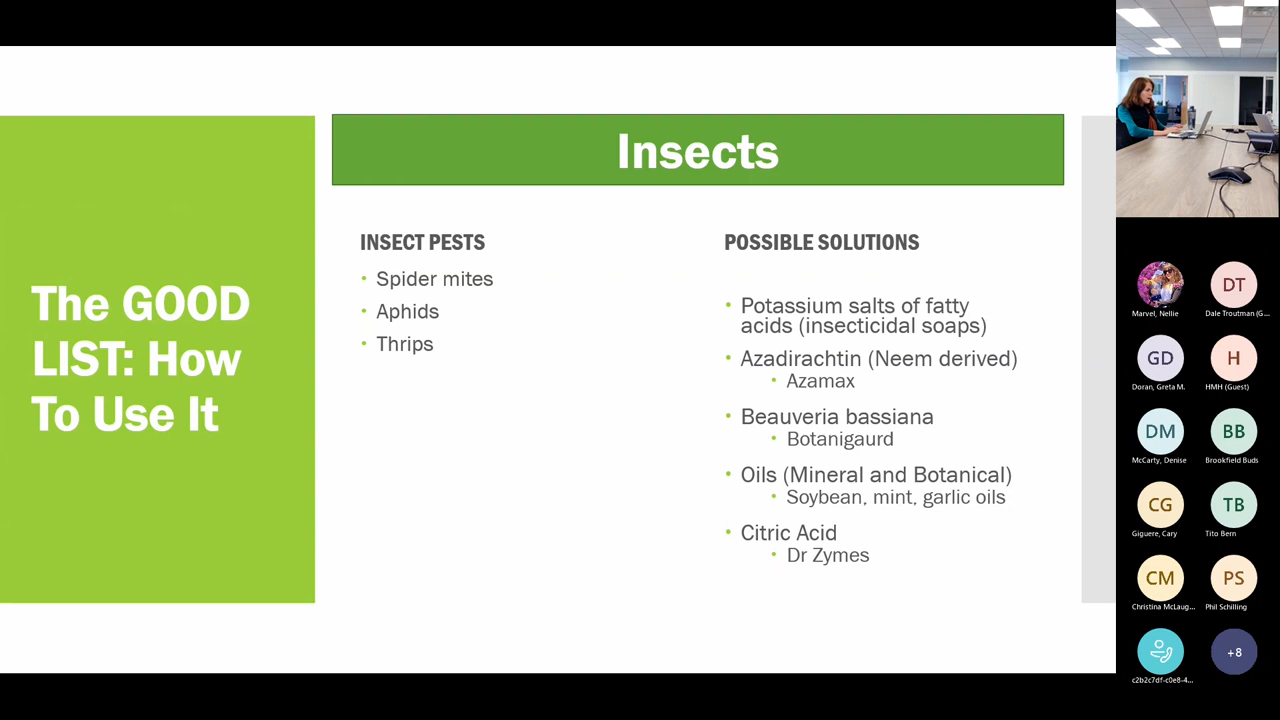 The GOOD
LIST: How
To Use It
Insects
INSECT PESTS
• Spider mites
• Aphids
• Thrips
POSSIBLE SOLUTIONS
• Potassium salts of fatty
acids (insecticidal soaps)
• Azadirachtin (Neem derived)
• Azamax
• Beauveria bassiana
• Botanigaurd
• Oils (Mineral and Botanical)
• Soybean, mint, garlic oils
• Citric Acid
• Dr Zymes
Marvel, Nellie
DT
Dale Troutman (G...
GD
Doran, Greta M.
H
HMH (Guest)
DM
McCarty, Denise
BB
Brookfield Buds
CG
Giguere, Cary
TB
Tito Bern
CM
Christina McLaug...
PS
Phil Schilling
c2b2c7df-c0e8-4...
+8